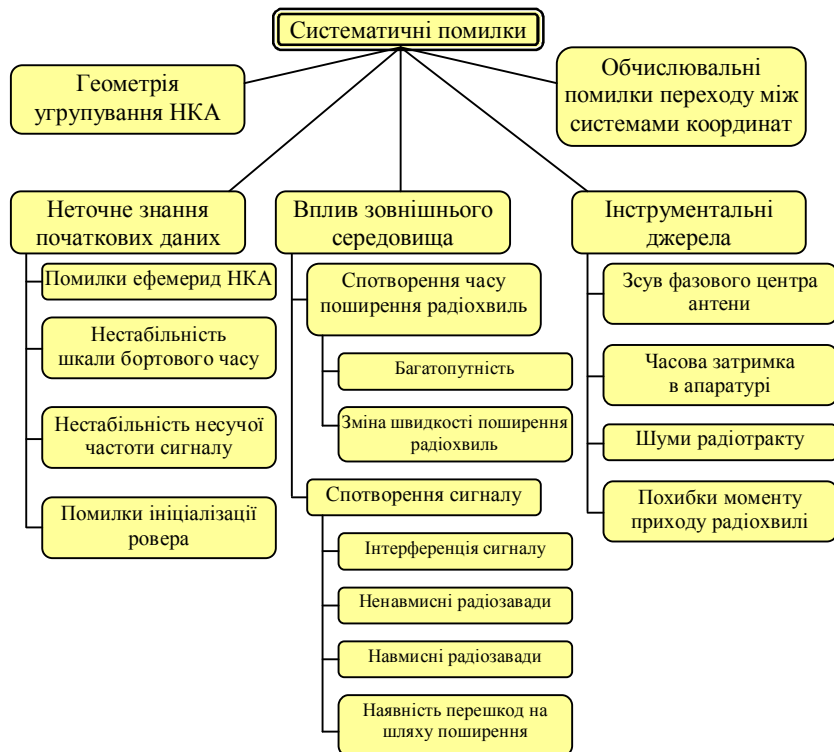 Систематичні помилки
Геометрія
угрупування НКА
Обчислювальні
помилки переходу між
системами координат
Неточне знання
початкових даних
Помилки ефемерид НКА
Нестабільність
шкали бортового часу
Нестабільність несучої
частоти сигналу
Помилки ініціалізації
ровера
Вплив зовнішнього
середовища
Спотворення часу
поширення радіохвиль
Багатопутність
Зміна швидкості поширення
радіохвиль
Спотворення сигналу
Інтерференція сигналу
Ненавмисні радіозавади
Навмисні радіозавади
Наявність перешкод на
шляху поширення
Інструментальні
джерела
Зсув фазового центра
антени
Часова затримка
в апаратурі
Шуми радіотракту
Похибки моменту
приходу радіохвилі